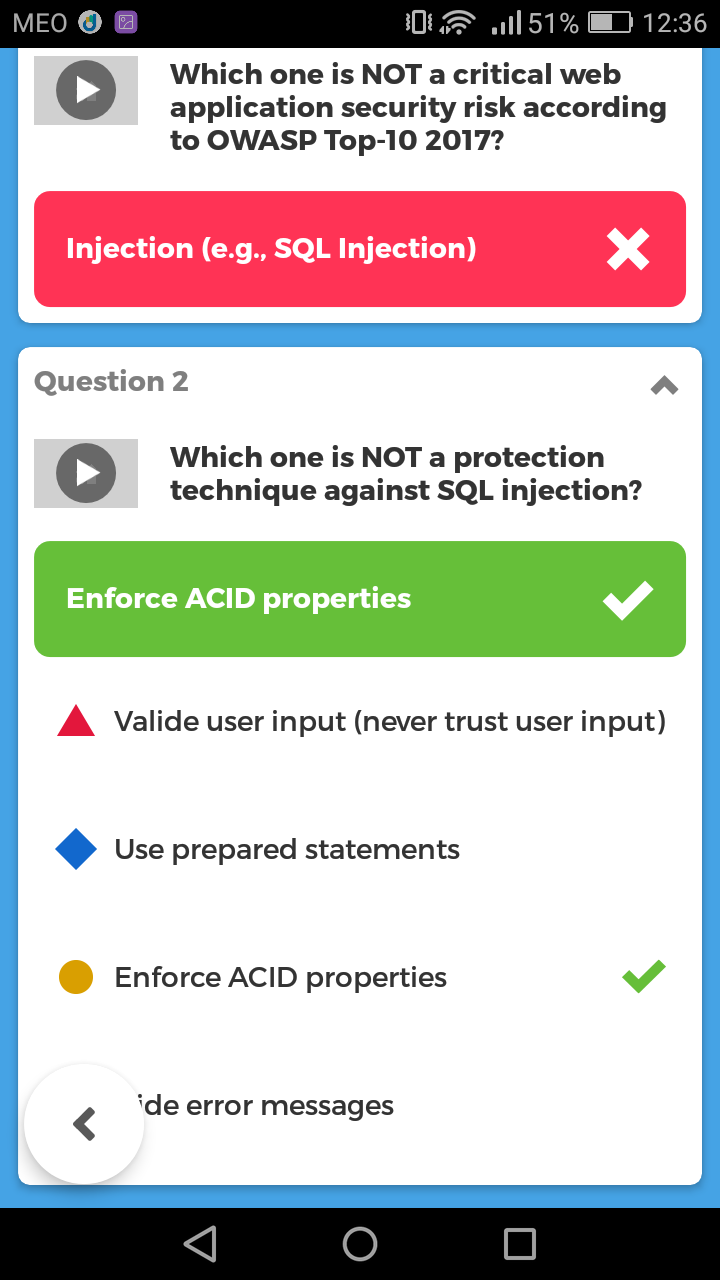 MEO 51% 12:36
Which one is NOT a critical web
application security risk according
to OWASP Top-10 2017?
Injection (e.g., SQL Injection)
Question 2
Which one is NOT a protection
technique against SQL injection?
Enforce ACID properties
Valide user input (never trust user input)
Use prepared statements
Enforce ACID properties
ide error messages